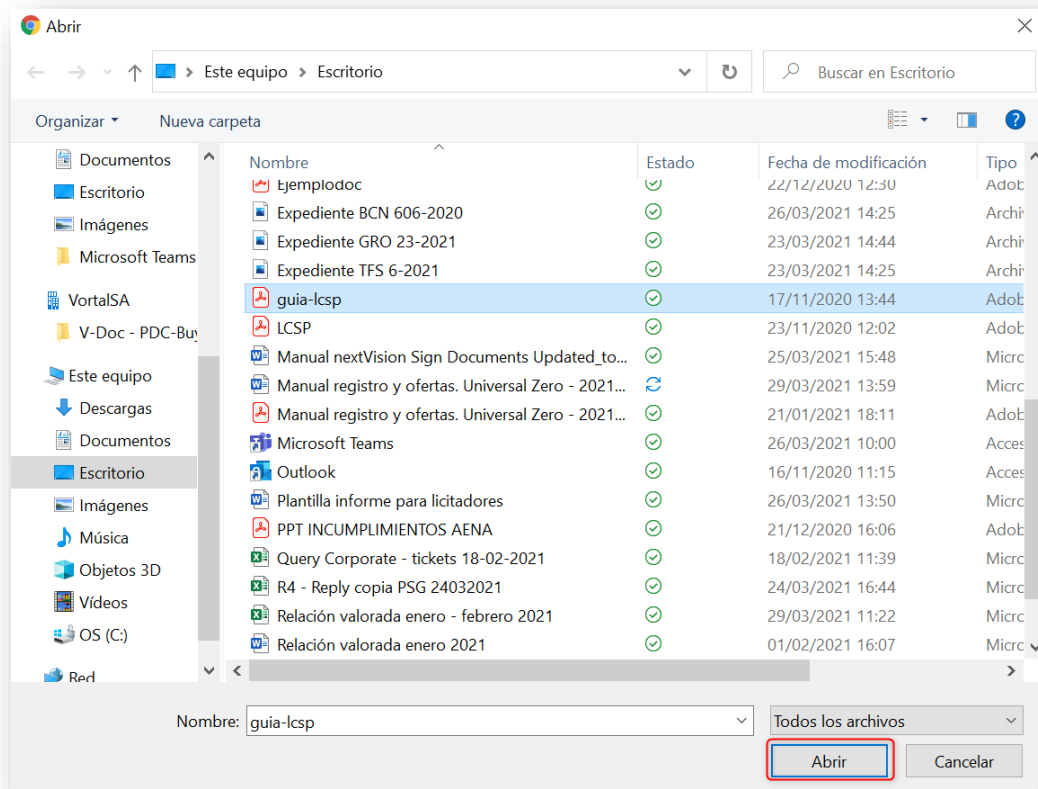 Abrir
Este equipo > Escritorio
Buscar en Escritorio
Organizar
Nueva carpeta
Documentos
Escritorio
Imágenes
Microsoft Teams
VortalSA
V-Doc - PDC-Buy
Este equipo
Descargas
Documentos
Escritorio
Imágenes
Música
Objetos 3D
Vídeos
OS (C:)
Red
Nombre Estado Fecha de modificación Tipo
Ejemplodoc 22/12/2020 12:30 Adob
Expediente BCN 606-2020 26/03/2021 14:25 Archi
Expediente GRO 23-2021 23/03/2021 14:44 Archi
Expediente TFS 6-2021 23/03/2021 14:25 Archi
guia-lcsp 17/11/2020 13:44 Adob
LCSP 23/11/2020 12:02 Adob
Manual nextVision Sign Documents Updated_to... 25/03/2021 15:48 Micro
Manual registro y ofertas. Universal Zero - 2021... 29/03/2021 13:59 Micro
Manual registro y ofertas. Universal Zero - 2021... 21/01/2021 18:11 Adob
Microsoft Teams 26/03/2021 10:00 Acces
Outlook 16/11/2020 11:15 Acces
Plantilla informe para licitadores 26/03/2021 13:50 Micro
PPT INCUMPLIMIENTOS AENA 21/12/2020 16:06 Adob
Query Corporate - tickets 18-02-2021 18/02/2021 11:39 Micro
R4 - Reply copia PSG 24032021 24/03/2021 16:44 Micro
Relación valorada enero - febrero 2021 29/03/2021 11:22 Micro
Relación valorada enero 2021 01/02/2021 16:07 Micro
Nombre: guia-lcsp Todos los archivos
Abrir Cancelar